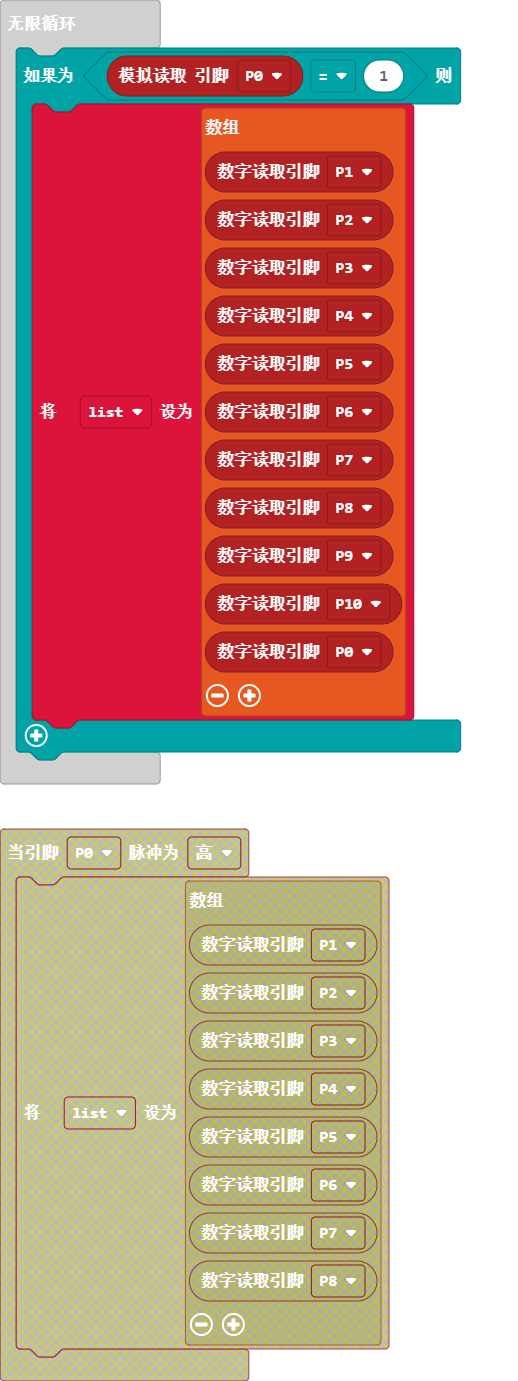 无限循环
如果为 模拟读取 引脚 P0 = 1 则
数组
数字读取引脚 P1
数字读取引脚 P2
数字读取引脚 P3
数字读取引脚 P4
数字读取引脚 P5
将 list 设为 数字读取引脚 P6
数字读取引脚 P7
数字读取引脚 P8
数字读取引脚 P9
数字读取引脚 P10
数字读取引脚 P0
当引脚 P0 脉冲为 高
数组
数字读取引脚 P1
数字读取引脚 P2
数字读取引脚 P3
数字读取引脚 P4
将 list 设为
数字读取引脚 P5
数字读取引脚 P6
数字读取引脚 P7
数字读取引脚 P8